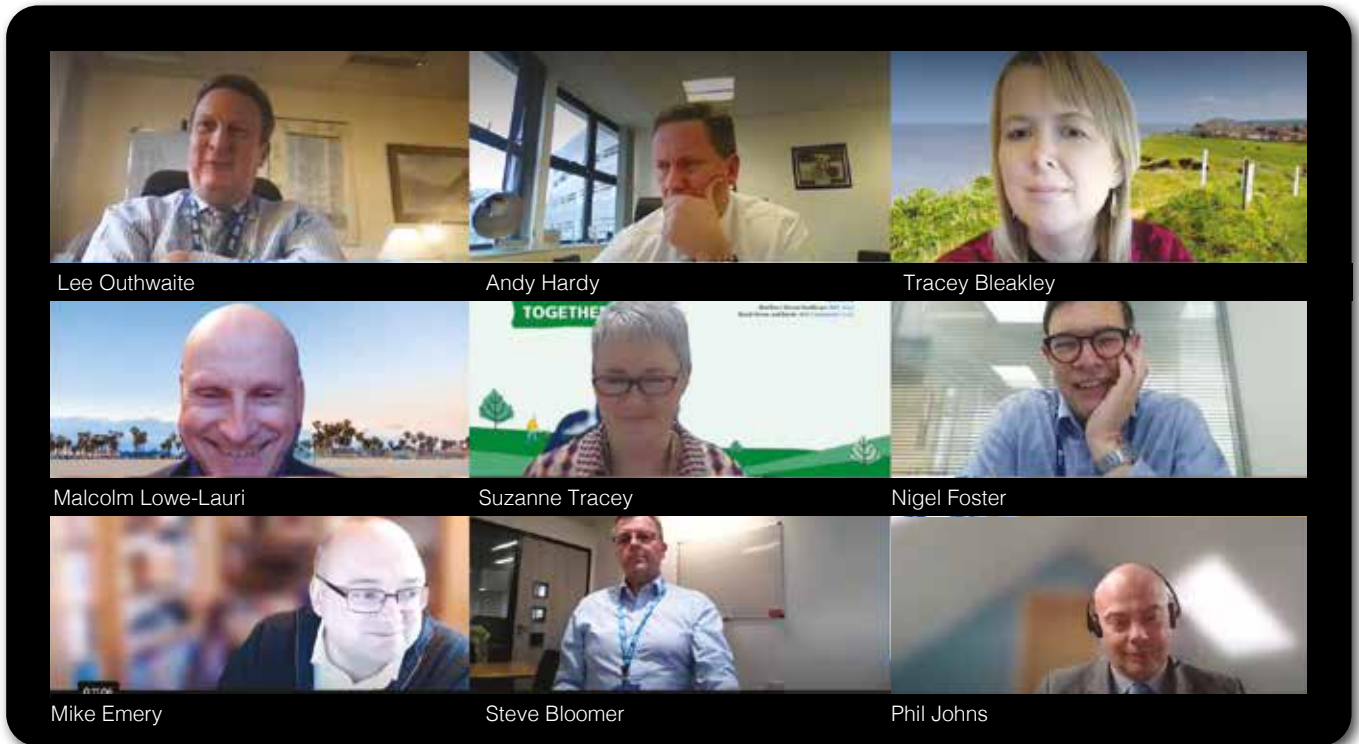 Lee Outhwaite
Andy Hardy
Tracey Bleakley
TOGETHE
Malcolm Lowe-Lauri
Suzanne Tracey
Nigel Foster
Mike Emery
Steve Bloomer
Phil Johns